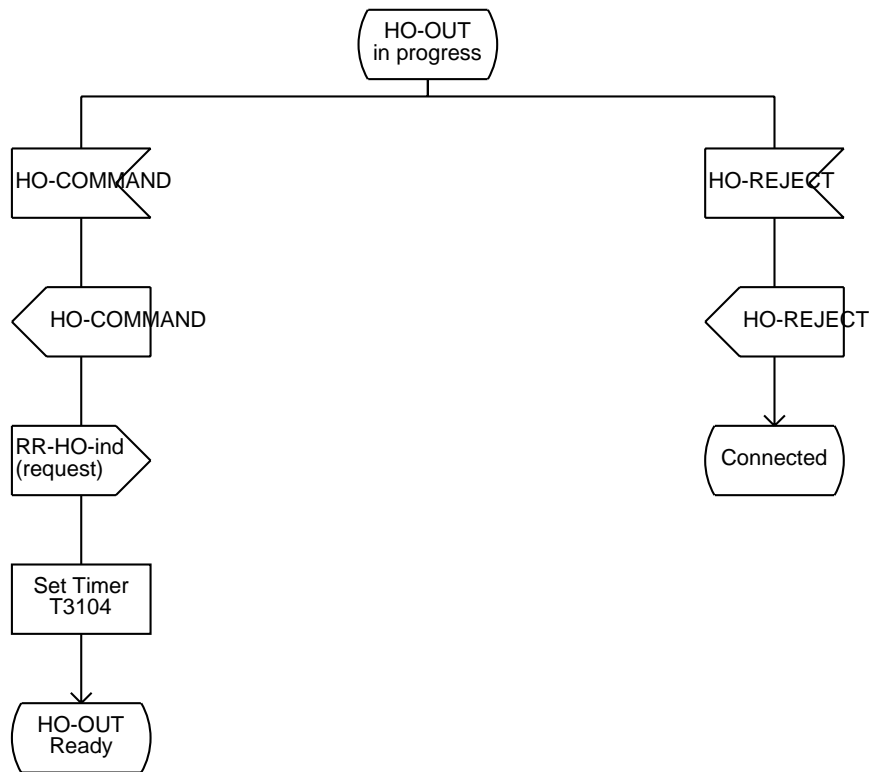 HO-OUT
in progress
HO-COMMAND
HO-REJECT
HO-COMMAND
HO-REJECT
RR-HO-ind
(request)
Connected
Set Timer
T3104
HO-OUT
Ready